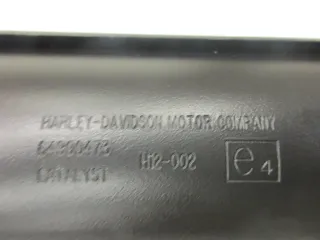 HARLEY-DAVIDSON MOTOR COMPANY
64900473 H12-002 e4
CATALYST